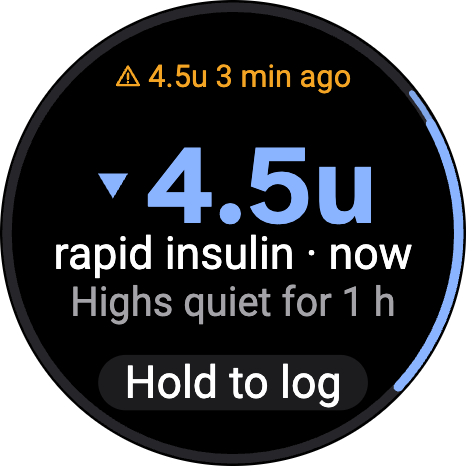 ⚠ 4.5u 3 min ago
▼ 4.5u
rapid insulin · now
Highs quiet for 1 h
Hold to log